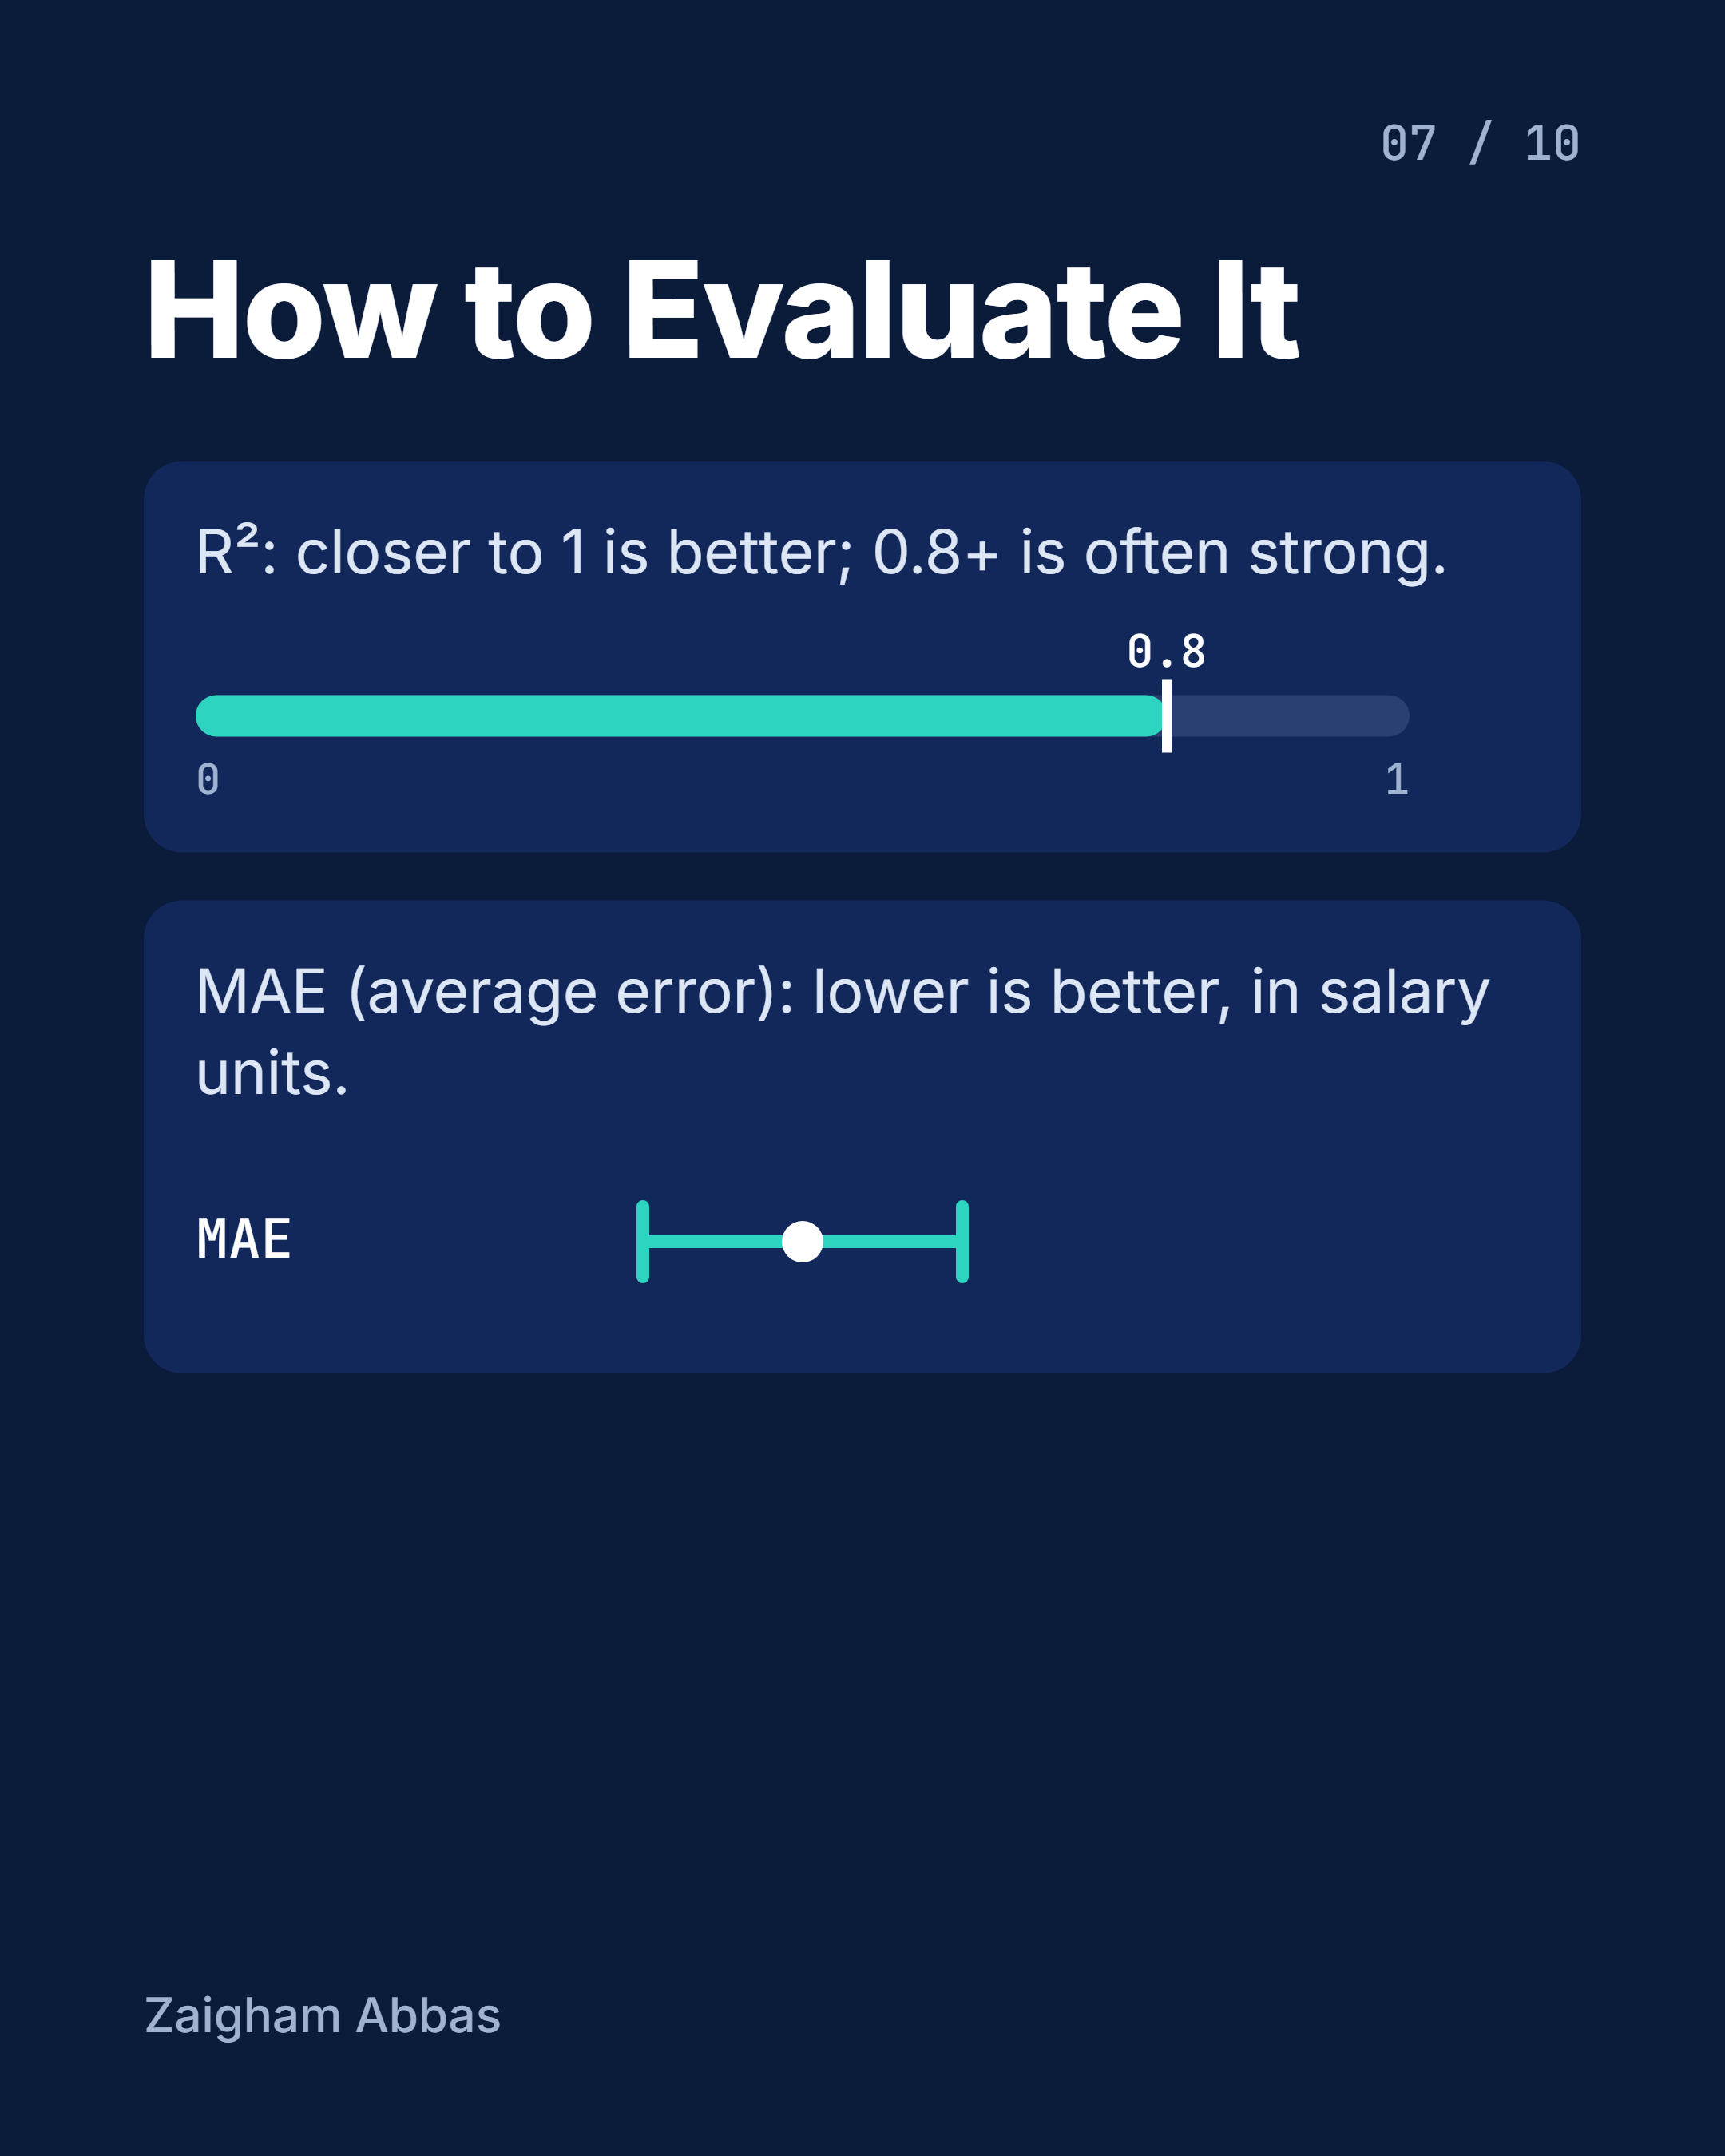 07 / 10
How to Evaluate It
R²: closer to 1 is better; 0.8+ is often strong.
0.8
0 1
MAE (average error): lower is better, in salary
units.
MAE
Zaigham Abbas